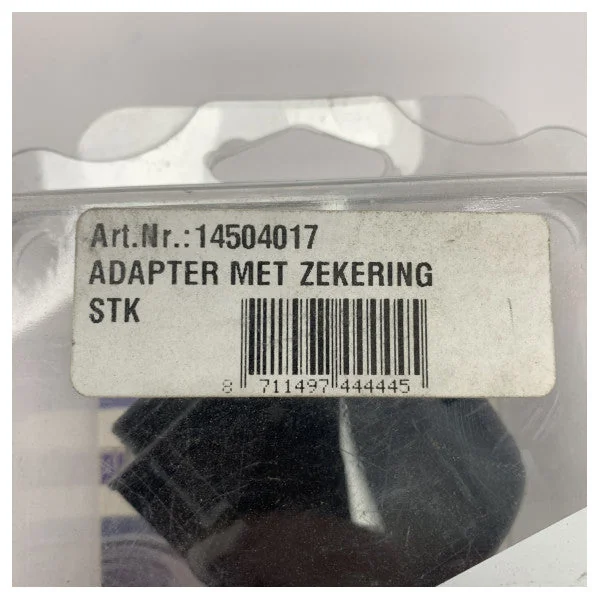 Art.Nr.:14504017
ADAPTER MET ZEKERING
STK
8 711497 444445